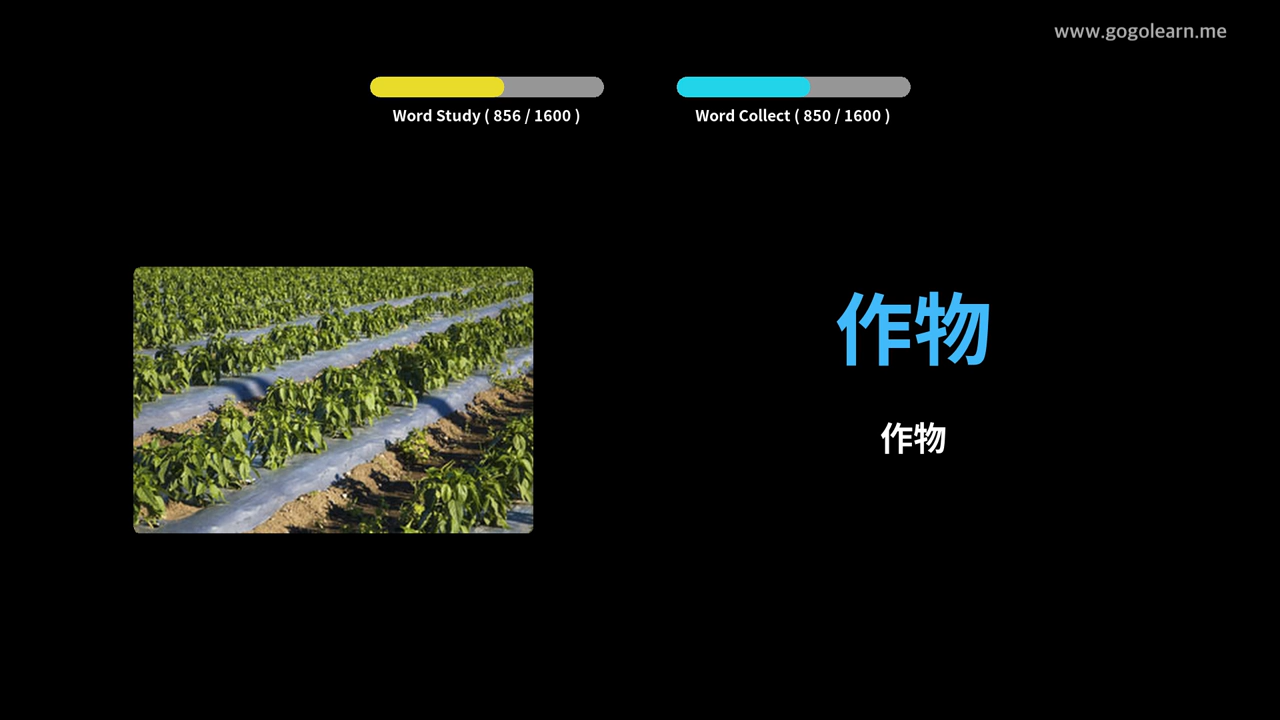 www.gogolearn.me
Word Study ( 856 / 1600 )
Word Collect ( 850 / 1600 )
作物
作物